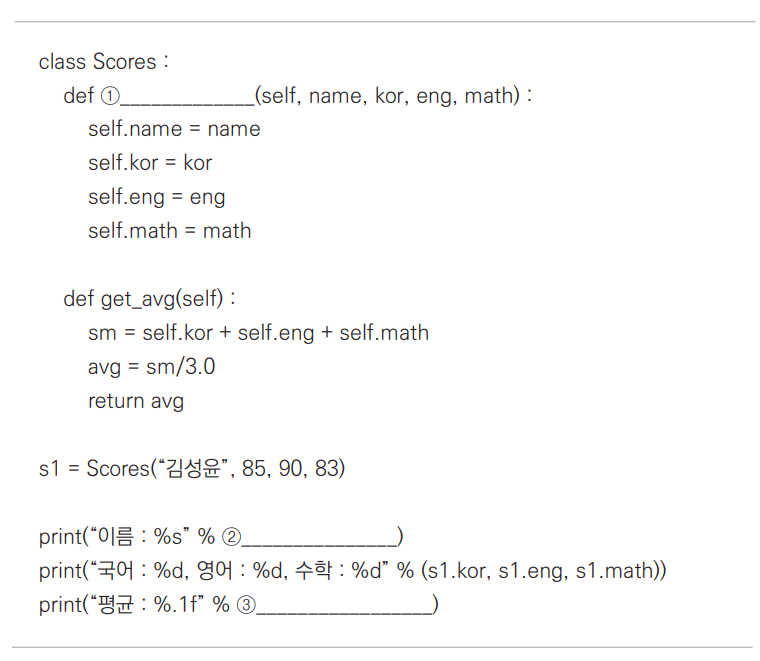 class Scores :
def ①_____________(self, name, kor, eng, math) :
self.name = name
self.kor = kor
self.eng = eng
self.math = math
def get_avg(self) :
sm = self.kor + self.eng + self.math
avg = sm/3.0
return avg
s1 = Scores(“김성윤”, 85, 90, 83)
print(“이름 : %s” % ②_______________)
print(“국어 : %d, 영어 : %d, 수학 : %d” % (s1.kor, s1.eng, s1.math))
print(“평균 : %.1f” % ③_________________)